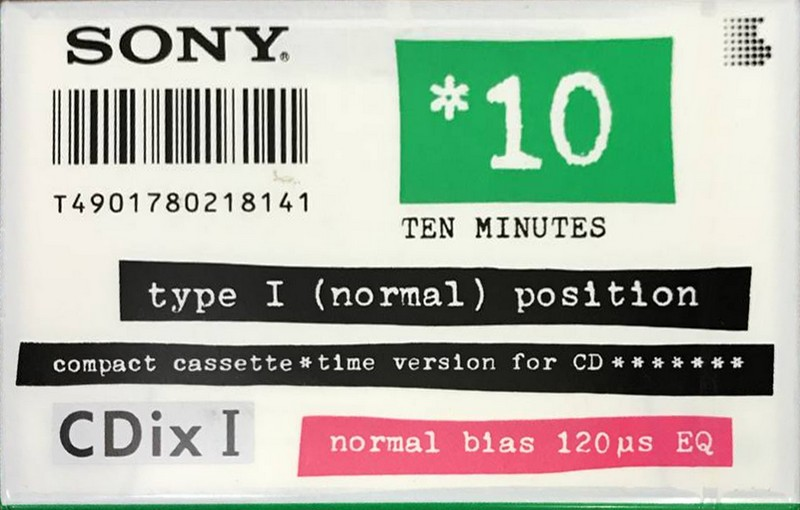 SONY®
T4901780218141
*10
TEN MINUTES
type I (normal) position
compact cassette*time version for CD*******
CDix I
normal bias 120µs EQ